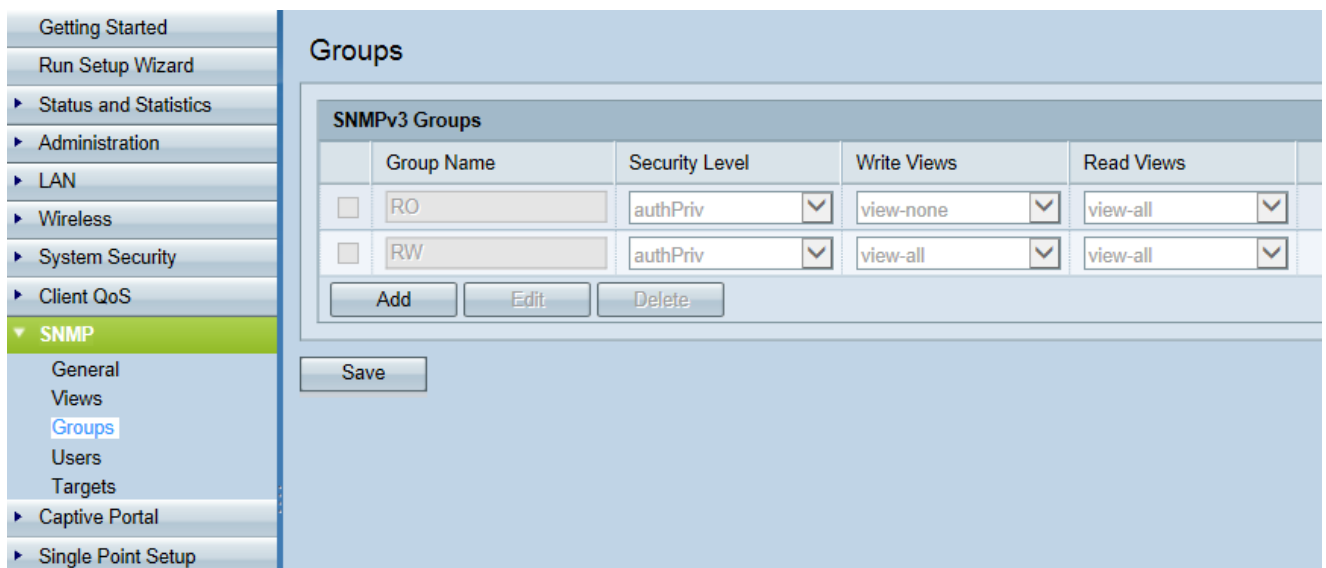 Getting Started
Run Setup Wizard
Status and Statistics
Administration
LAN
Wireless
System Security
Client QoS
SNMP
General
Views
Groups
Users
Targets
Captive Portal
Single Point Setup
Groups
SNMPv3 Groups
Group Name Security Level Write Views Read Views
RO authPriv view-none view-all
RW authPriv view-all view-all
Add Edit Delete
Save